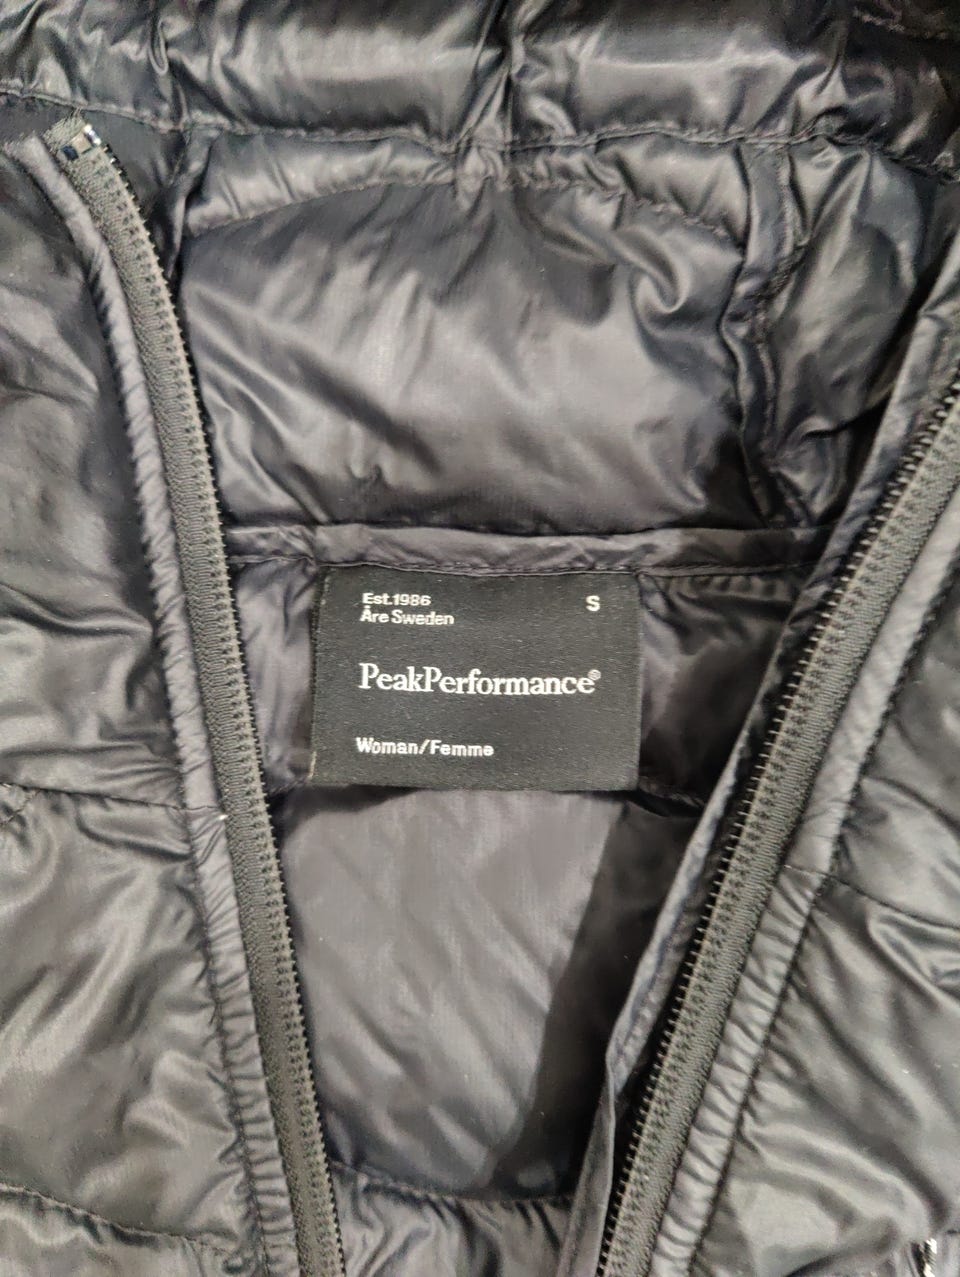 Est.1986
S
Åre Sweden
PeakPerformance®
Woman/Femme